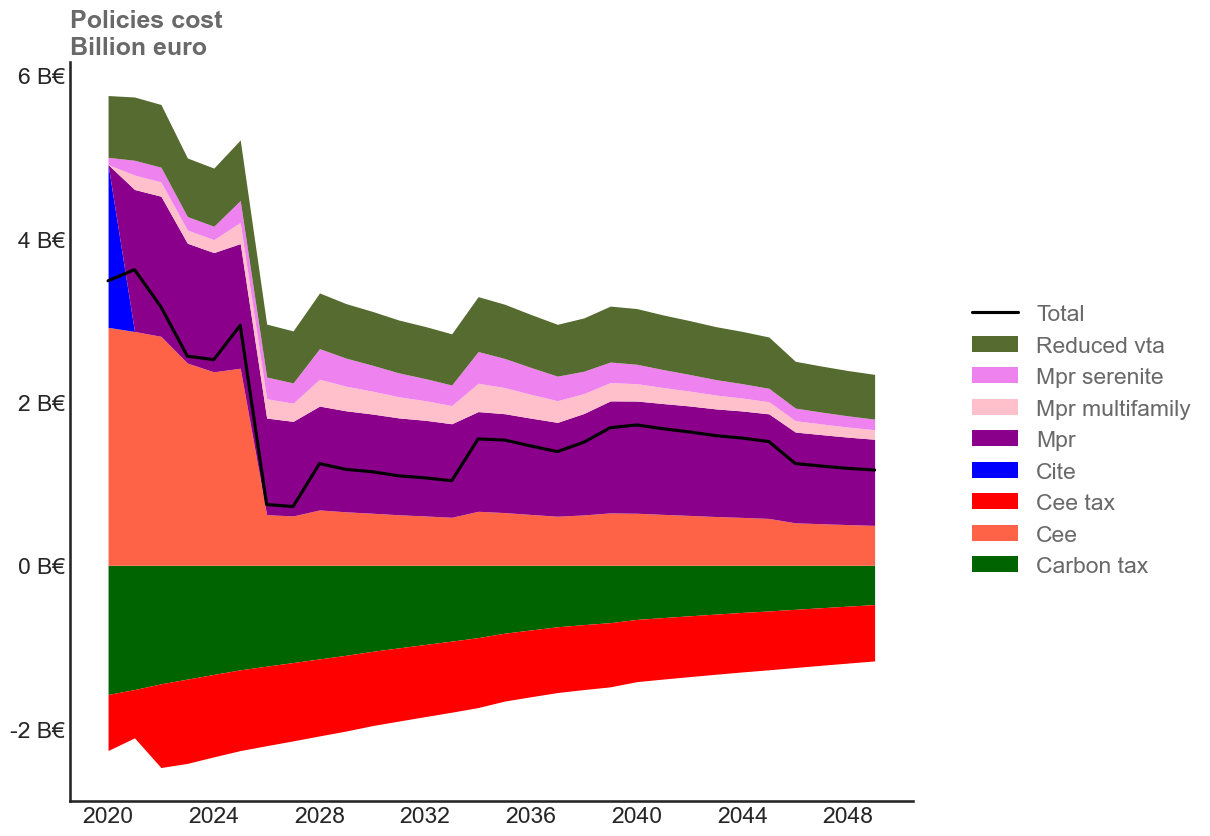 Policies cost
Billion euro
6 B€
4 B€
2 B€
0 B€
-2 B€
2020 2024 2028 2032 2036 2040 2044 2048
Total
Reduced vta
Mpr serenite
Mpr multifamily
Mpr
Cite
Cee tax
Cee
Carbon tax